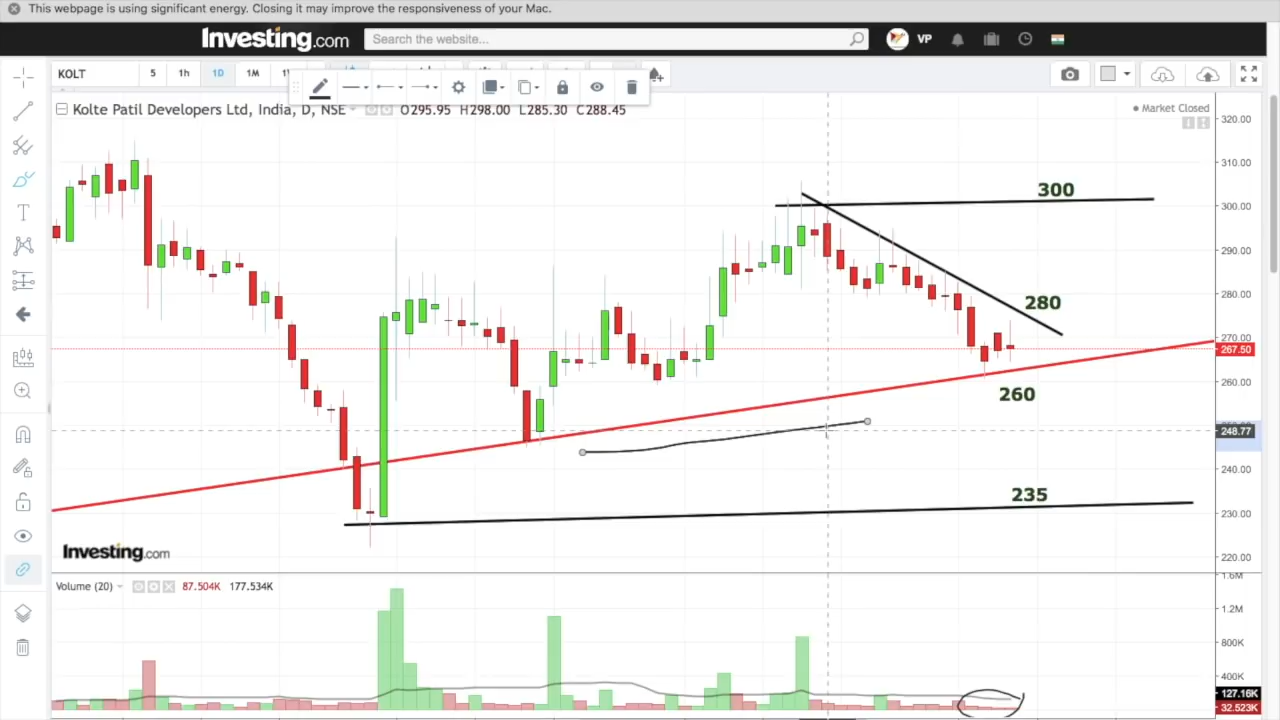 This webpage is using significant energy. Closing it may improve the responsiveness of your Mac.
Investing.com Search the website... VP
KOLT 5 1h 1D 1M
Kolte Patil Developers Ltd, India, D, NSE O295.95 H298.00 L285.30 C288.45
Market Closed
320.00
310.00
300
300.00
290.00
280
280.00
270.00
267.50
260
260.00
248.77
240.00
235
230.00
220.00
Investing.com
Volume (20) 87.504K 177.534K
1.6M
1.2M
800K
400K
127.16K
32.523K